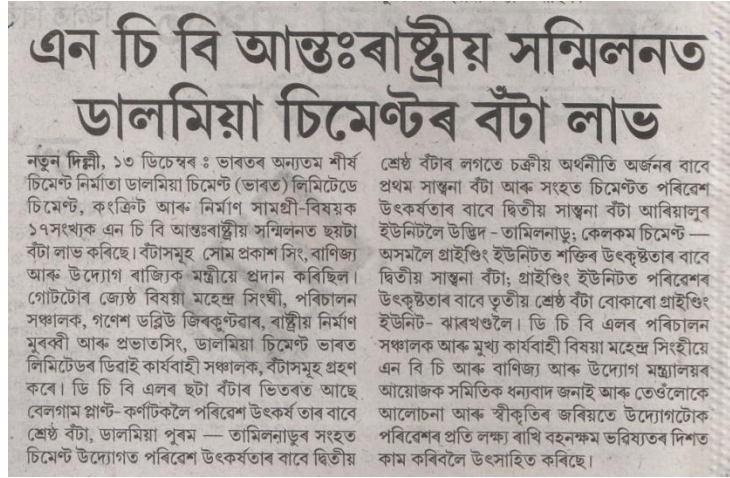 এন চি বি আন্তঃৰাষ্ট্ৰীয় সন্মিলনত
ডালমিয়া চিমেণ্টৰ বঁটা লাভ
নতুন দিল্লী, ১৩ ডিচেম্বৰ : ভাৰতৰ অন্যতম শীৰ্ষ
চিমেণ্ট নিৰ্মাতা ডালমিয়া চিমেণ্ট (ভাৰত) লিমিটেডে
চিমেণ্ট, কংক্ৰিট আৰু নিৰ্মাণ সামগ্ৰী-বিষয়ক
১৭সংখ্যক এন চি বি আন্তঃৰাষ্ট্ৰীয় সন্মিলনত ছয়টা
বঁটা লাভ কৰিছে। বঁটাসমূহ সোম প্ৰকাশ সিং, বাণিজ্য
আৰু উদ্যোগ ৰাজ্যিক মন্ত্ৰীয়ে প্ৰদান কৰিছিল।
গোটটোৰ জ্যেষ্ঠ বিষয়া মহেন্দ্ৰ সিংঘী, পৰিচালন
সঞ্চালক, গণেশ ডব্লিউ জিৰকুণ্টৱাৰ, ৰাষ্ট্ৰীয় নিৰ্মাণ
মুৰব্বী আৰু প্ৰভাতসিং, ডালমিয়া চিমেণ্ট ভাৰত
লিমিটেডৰ ডিৱাই কাৰ্যবাহী সঞ্চালক, বঁটাসমূহ গ্ৰহণ
কৰে। ডি চি বি এলৰ ছটা বঁটাৰ ভিতৰত আছে
বেলগাম প্লাণ্ট- কৰ্ণাটকলৈ পৰিৱেশ উৎকৰ্ষ তাৰ বাবে
শ্ৰেষ্ঠ বঁটা, ডালমিয়া পূৰম — তামিলনাডুৰ সংহত
চিমেণ্ট উদ্যোগত পৰিৱেশ উৎকৰ্ষতাৰ বাবে দ্বিতীয়
শ্ৰেষ্ঠ বঁটাৰ লগতে চক্ৰীয় অৰ্থনীতি অৰ্জনৰ বাবে
প্ৰথম সান্ত্বনা বঁটা আৰু সংহত চিমেণ্টত পৰিৱেশ
উৎকৰ্ষতাৰ বাবে দ্বিতীয় সান্ত্বনা বঁটা আৰিয়ালুৰ
ইউনিটলৈ উদ্ভিদ - তামিলনাডু; কেলকম চিমেণ্ট —
অসমলৈ গ্ৰাইণ্ডিং ইউনিটত শক্তিৰ উৎকৃষ্টতাৰ বাবে
দ্বিতীয় সান্ত্বনা বঁটা; গ্ৰাইণ্ডিং ইউনিটত পৰিৱেশৰ
উৎকৃষ্টতাৰ বাবে তৃতীয় শ্ৰেষ্ঠ বঁটা বোকাৰো গ্ৰাইণ্ডিং
ইউনিট- ঝাৰখণ্ডলৈ। ডি চি বি এলৰ পৰিচালন
সঞ্চালক আৰু মুখ্য কাৰ্যবাহী বিষয়া মহেন্দ্ৰ সিংহীয়ে
এন চি বি আৰু বাণিজ্য আৰু উদ্যোগ মন্ত্ৰালয়ৰ
আয়োজক সমিতিক ধন্যবাদ জনাই আৰু তেওঁলোকে
আলোচনা আৰু স্বীকৃতিৰ জৰিয়তে উদ্যোগটোক
পৰিৱেশৰ প্ৰতি লক্ষ্য ৰাখি বহনক্ষম ভৱিষ্যতৰ দিশত
কাম কৰিবলৈ উৎসাহিত কৰিছে।